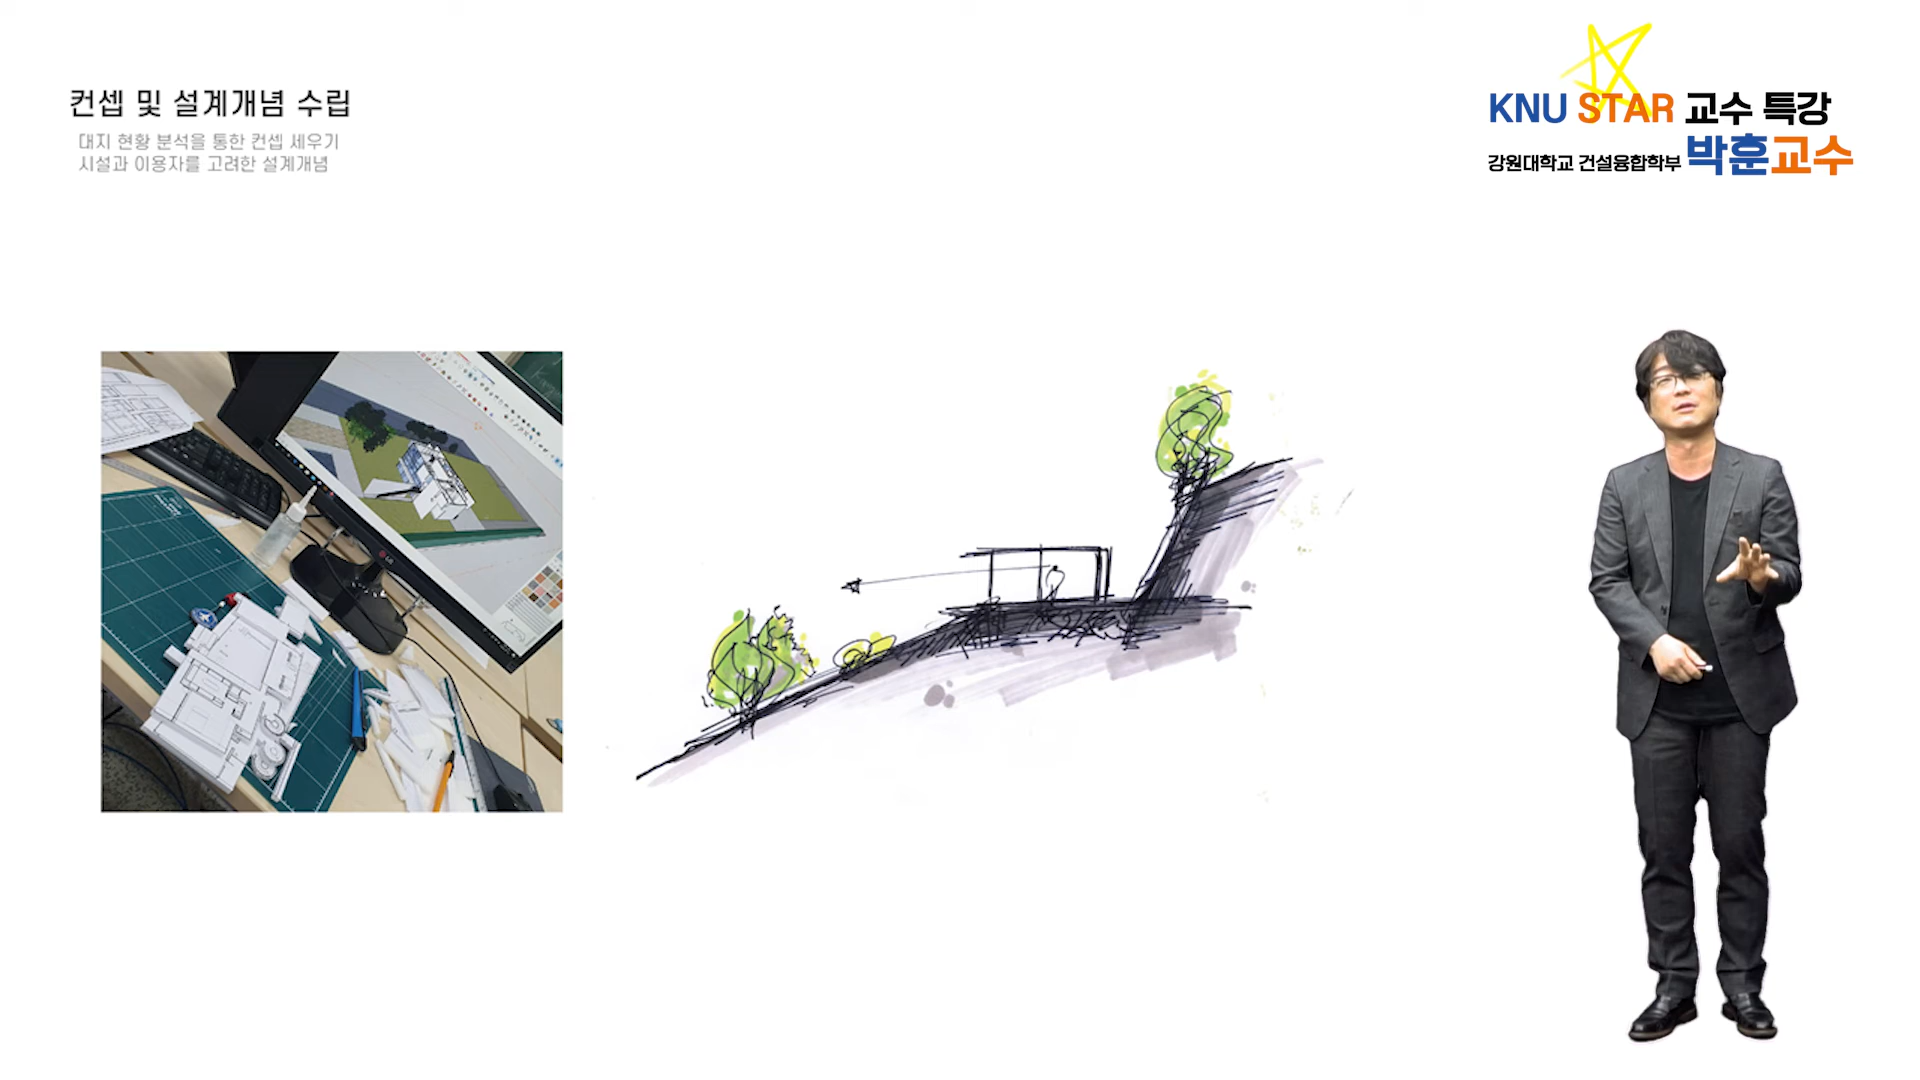 컨셉 및 설계개념 수립
대지 현황 분석을 통한 컨셉 세우기
시설과 이용자를 고려한 설계개념
KNU STAR 교수 특강
강원대학교 건설융합학부 박훈교수
LG